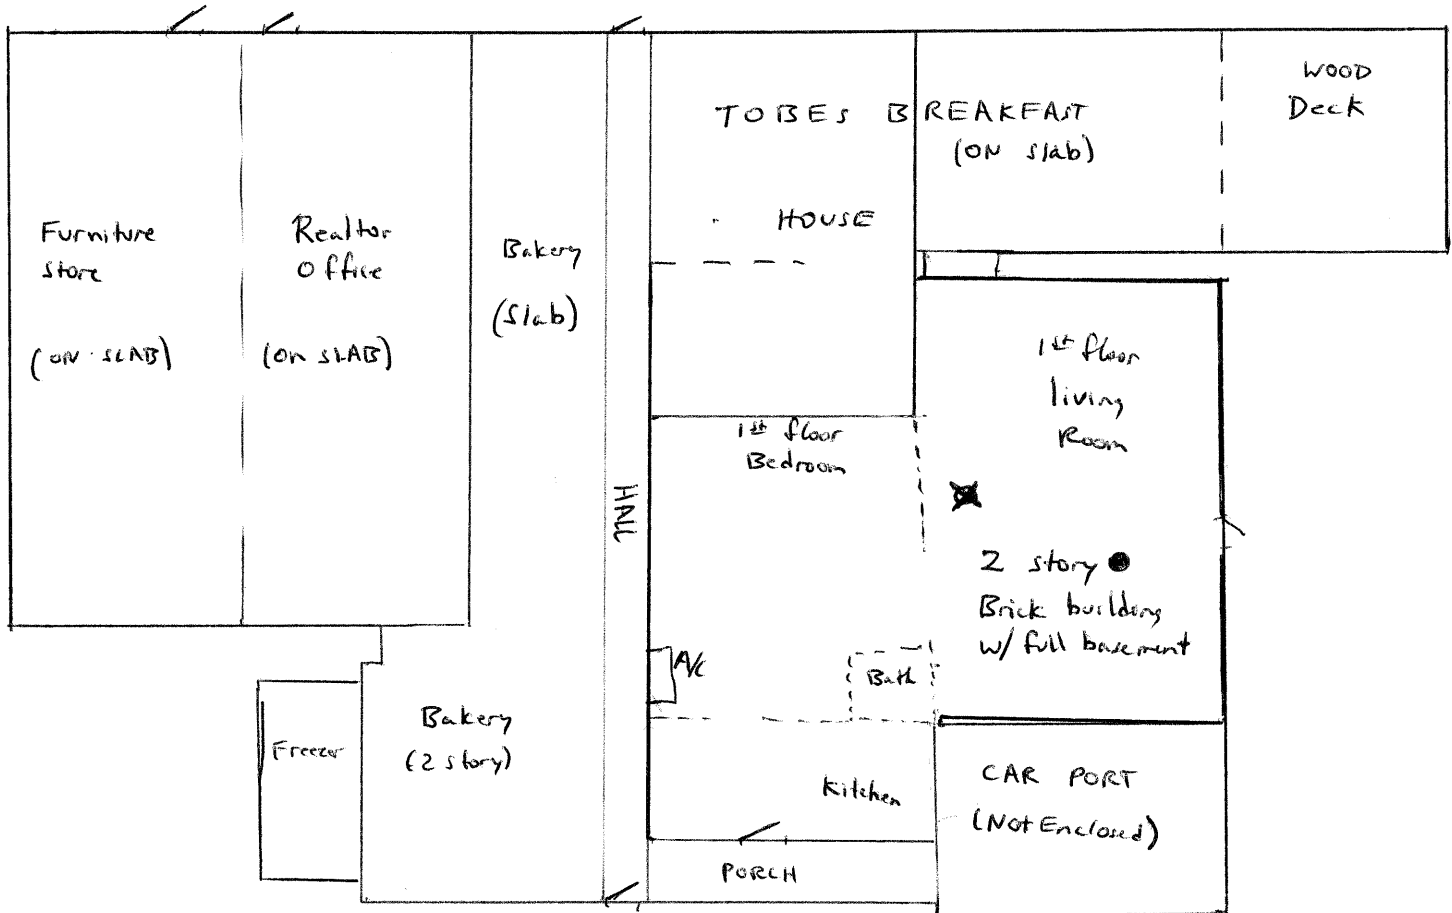 WOOD
Deck
TOBES BREAKFAST
(ON Slab)
HOUSE
Furniture
store
(ON SLAB)
Realtor
Office
(On SLAB)
Bakery
(Slab)
1st floor
living
Room
1st floor
Bedroom
HALL
2 story
Brick building
w/ full basement
A/C
Bath
Bakery
(2 story)
Freezer
Kitchen
CAR PORT
(Not Enclosed)
PORCH